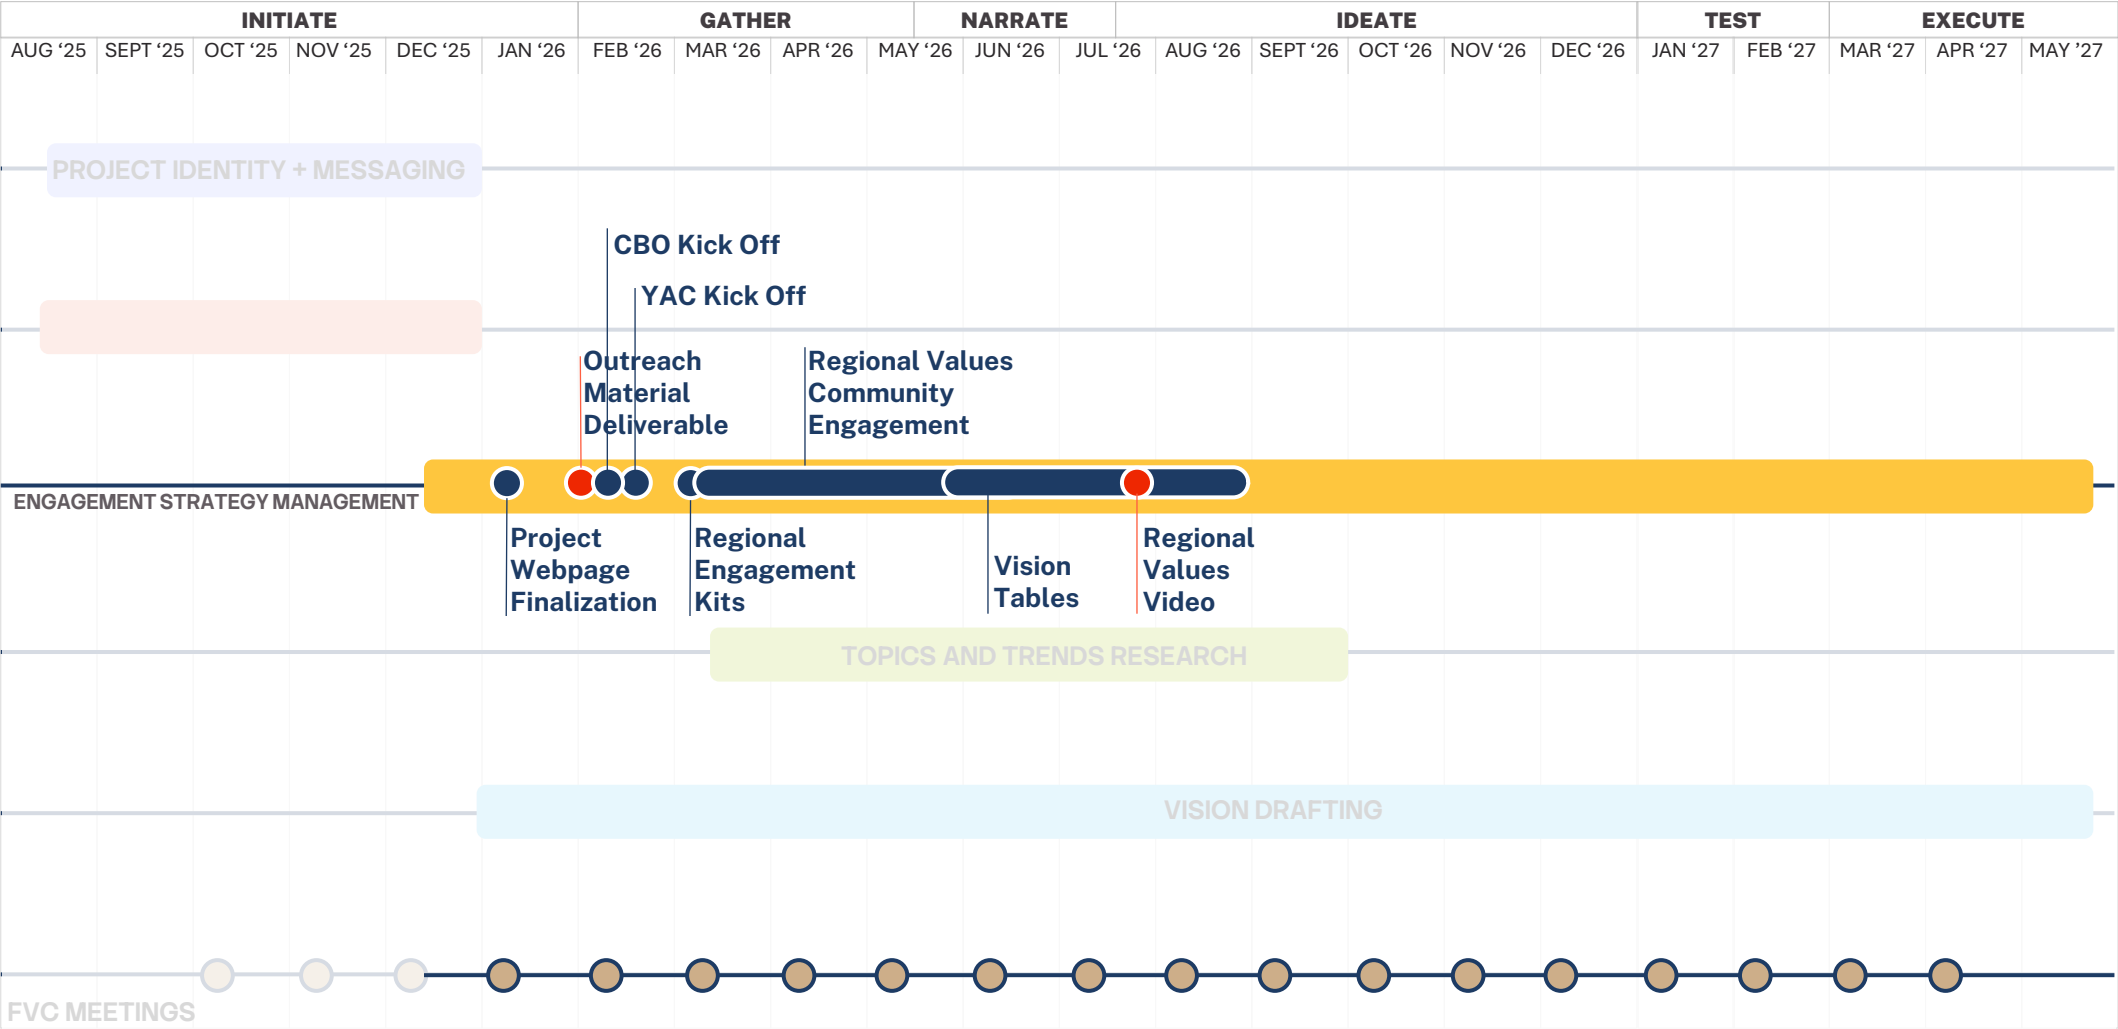 INITIATE GATHER NARRATE IDEATE TEST EXECUTE
AUG ‘25 SEPT ‘25 OCT ‘25 NOV ‘25 DEC ‘25 JAN ‘26 FEB ‘26 MAR ‘26 APR ‘26 MAY ‘26 JUN ‘26 JUL ‘26 AUG ‘26 SEPT ‘26 OCT ‘26 NOV ‘26 DEC ‘26 JAN ‘27 FEB ‘27 MAR ‘27 APR ‘27 MAY ‘27
PROJECT IDENTITY + MESSAGING
CBO Kick Off
YAC Kick Off
Outreach
Material
Deliverable
Regional Values
Community
Engagement
ENGAGEMENT STRATEGY MANAGEMENT
Project
Webpage
Finalization
Regional
Engagement
Kits
Vision
Tables
Regional
Values
Video
TOPICS AND TRENDS RESEARCH
VISION DRAFTING
FVC MEETINGS